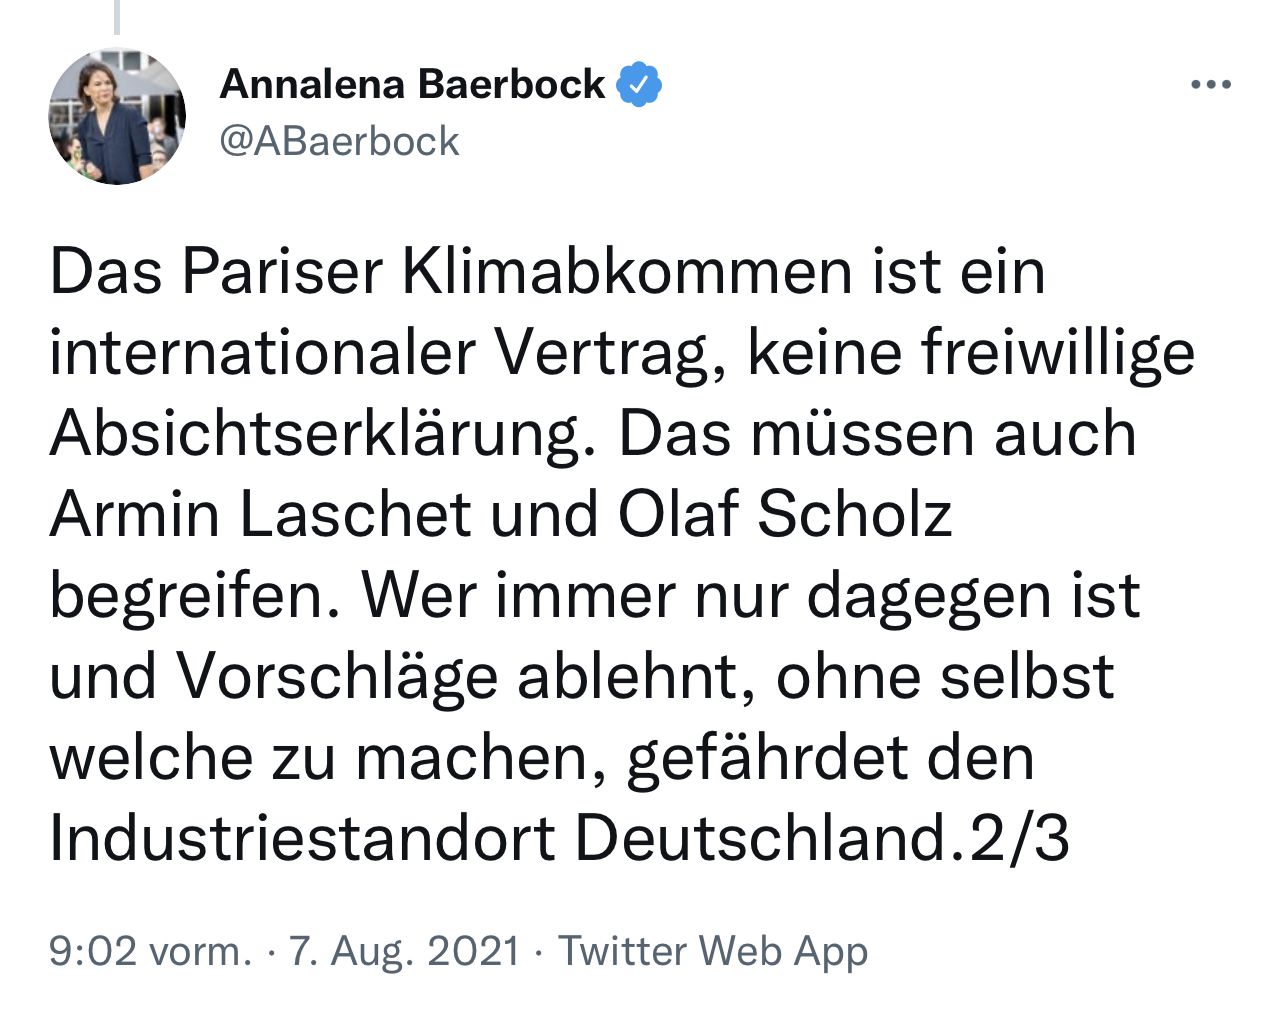 Annalena Baerbock
@ABaerbock
Das Pariser Klimabkommen ist ein
internationaler Vertrag, keine freiwillige
Absichtserklärung. Das müssen auch
Armin Laschet und Olaf Scholz
begreifen. Wer immer nur dagegen ist
und Vorschläge ablehnt, ohne selbst
welche zu machen, gefährdet den
Industriestandort Deutschland.2/3
9:02 vorm. · 7. Aug. 2021 · Twitter Web App